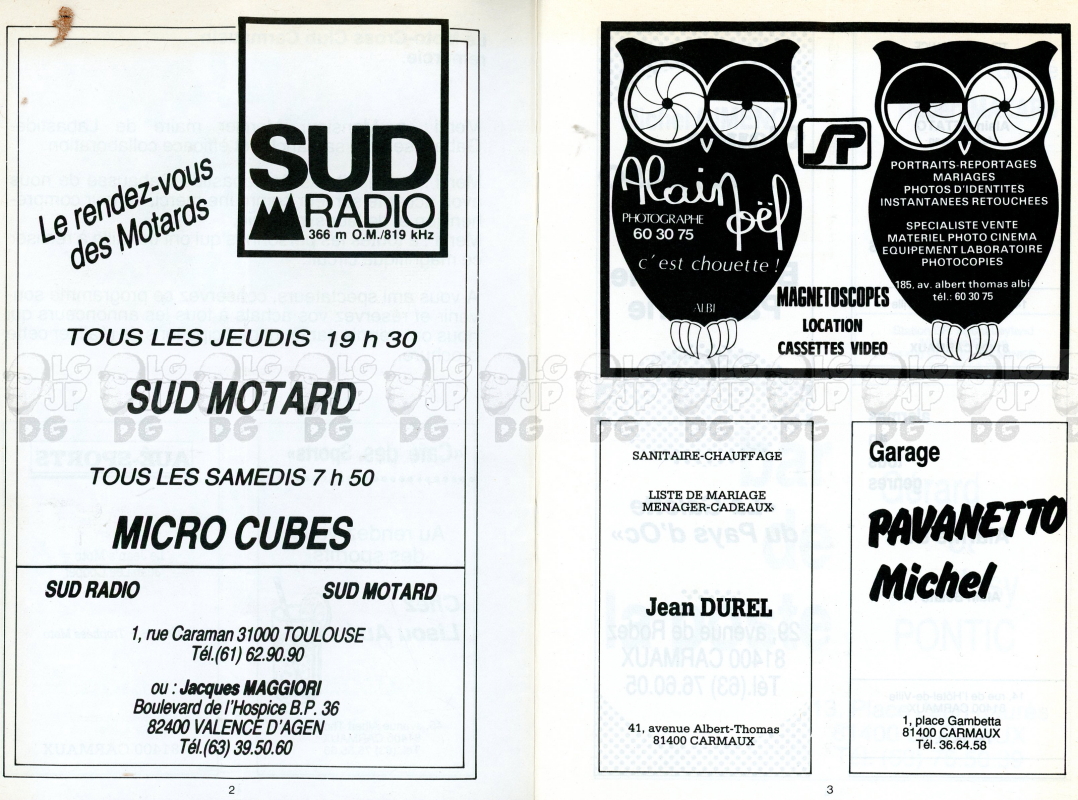 SUD
RADIO
366 m O.M./819 kHz
Le rendez-vous
des Motards
TOUS LES JEUDIS 19 h 30
SUD MOTARD
TOUS LES SAMEDIS 7 h 50
MICRO CUBES
SUD RADIO
SUD MOTARD
1, rue Caraman 31000 TOULOUSE
Tél.(61) 62.90.90
ou : Jacques MAGGIORI
Boulevard de l'Hospice B.P. 36
82400 VALENCE D'AGEN
Tél.(63) 39.50.60
2
Alain
Noël
PHOTOGRAPHE
60 30 75
c'est chouette !
ALBI
SP
PORTRAITS-REPORTAGES
MARIAGES
PHOTOS D'IDENTITES
INSTANTANEES RETOUCHEES
SPECIALISTE VENTE
MATERIEL PHOTO CINEMA
EQUIPEMENT LABORATOIRE
PHOTOCOPIES
185, av. albert thomas albi
tél.: 60 30 75
MAGNETOSCOPES
LOCATION
CASSETTES VIDEO
SANITAIRE-CHAUFFAGE
LISTE DE MARIAGE
MENAGER-CADEAUX
Jean DUREL
41, avenue Albert-Thomas
81400 CARMAUX
Garage
PAVANETTO
Michel
1, place Gambetta
81400 CARMAUX
Tél. 36.64.58
3
LG
JP
DG